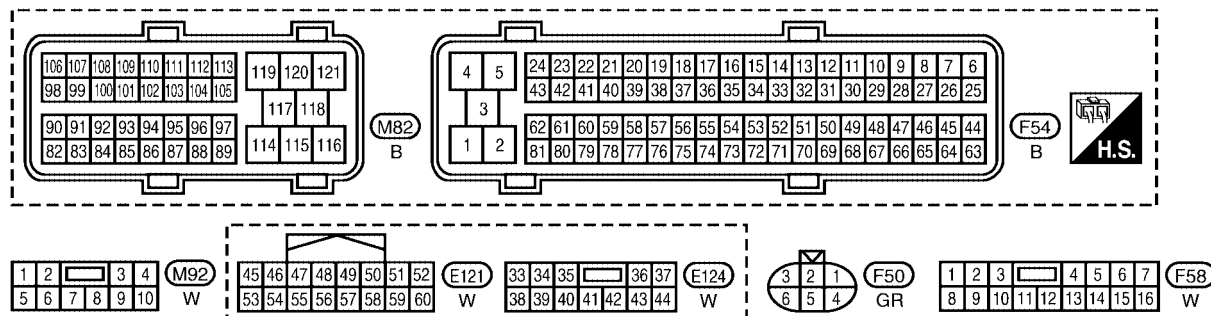 106 107 108 109 110 111 112 113
98 99 100 101 102 103 104 105
90 91 92 93 94 95 96 97
82 83 84 85 86 87 88 89
119 120 121
117 118
114 115 116
M82
B
4 5
3
1 2
24 23 22 21 20 19 18 17 16 15 14 13 12 11 10 9 8 7 6
43 42 41 40 39 38 37 36 35 34 33 32 31 30 29 28 27 26 25
62 61 60 59 58 57 56 55 54 53 52 51 50 49 48 47 46 45 44
81 80 79 78 77 76 75 74 73 72 71 70 69 68 67 66 65 64 63
F54
B
H.S.
1 2 3 4
5 6 7 8 9 10
M92
W
45 46 47 48 49 50 51 52
53 54 55 56 57 58 59 60
E121
W
33 34 35 36 37
38 39 40 41 42 43 44
E124
W
3 2 1
6 5 4
F50
GR
1 2 3 4 5 6 7
8 9 10 11 12 13 14 15 16
F58
W